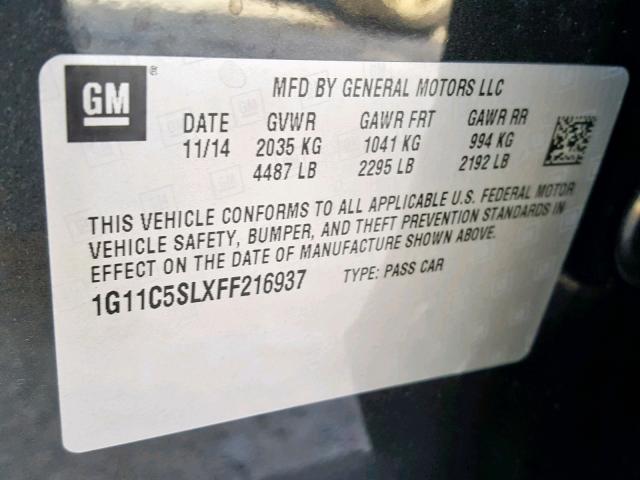 GM ®
MFD BY GENERAL MOTORS LLC
DATE GVWR GAWR FRT GAWR RR
11/14 2035 KG 1041 KG 994 KG
4487 LB 2295 LB 2192 LB
THIS VEHICLE CONFORMS TO ALL APPLICABLE U.S. FEDERAL MOTOR
VEHICLE SAFETY, BUMPER, AND THEFT PREVENTION STANDARDS IN
EFFECT ON THE DATE OF MANUFACTURE SHOWN ABOVE.
1G11C5SLXFF216937 TYPE: PASS CAR